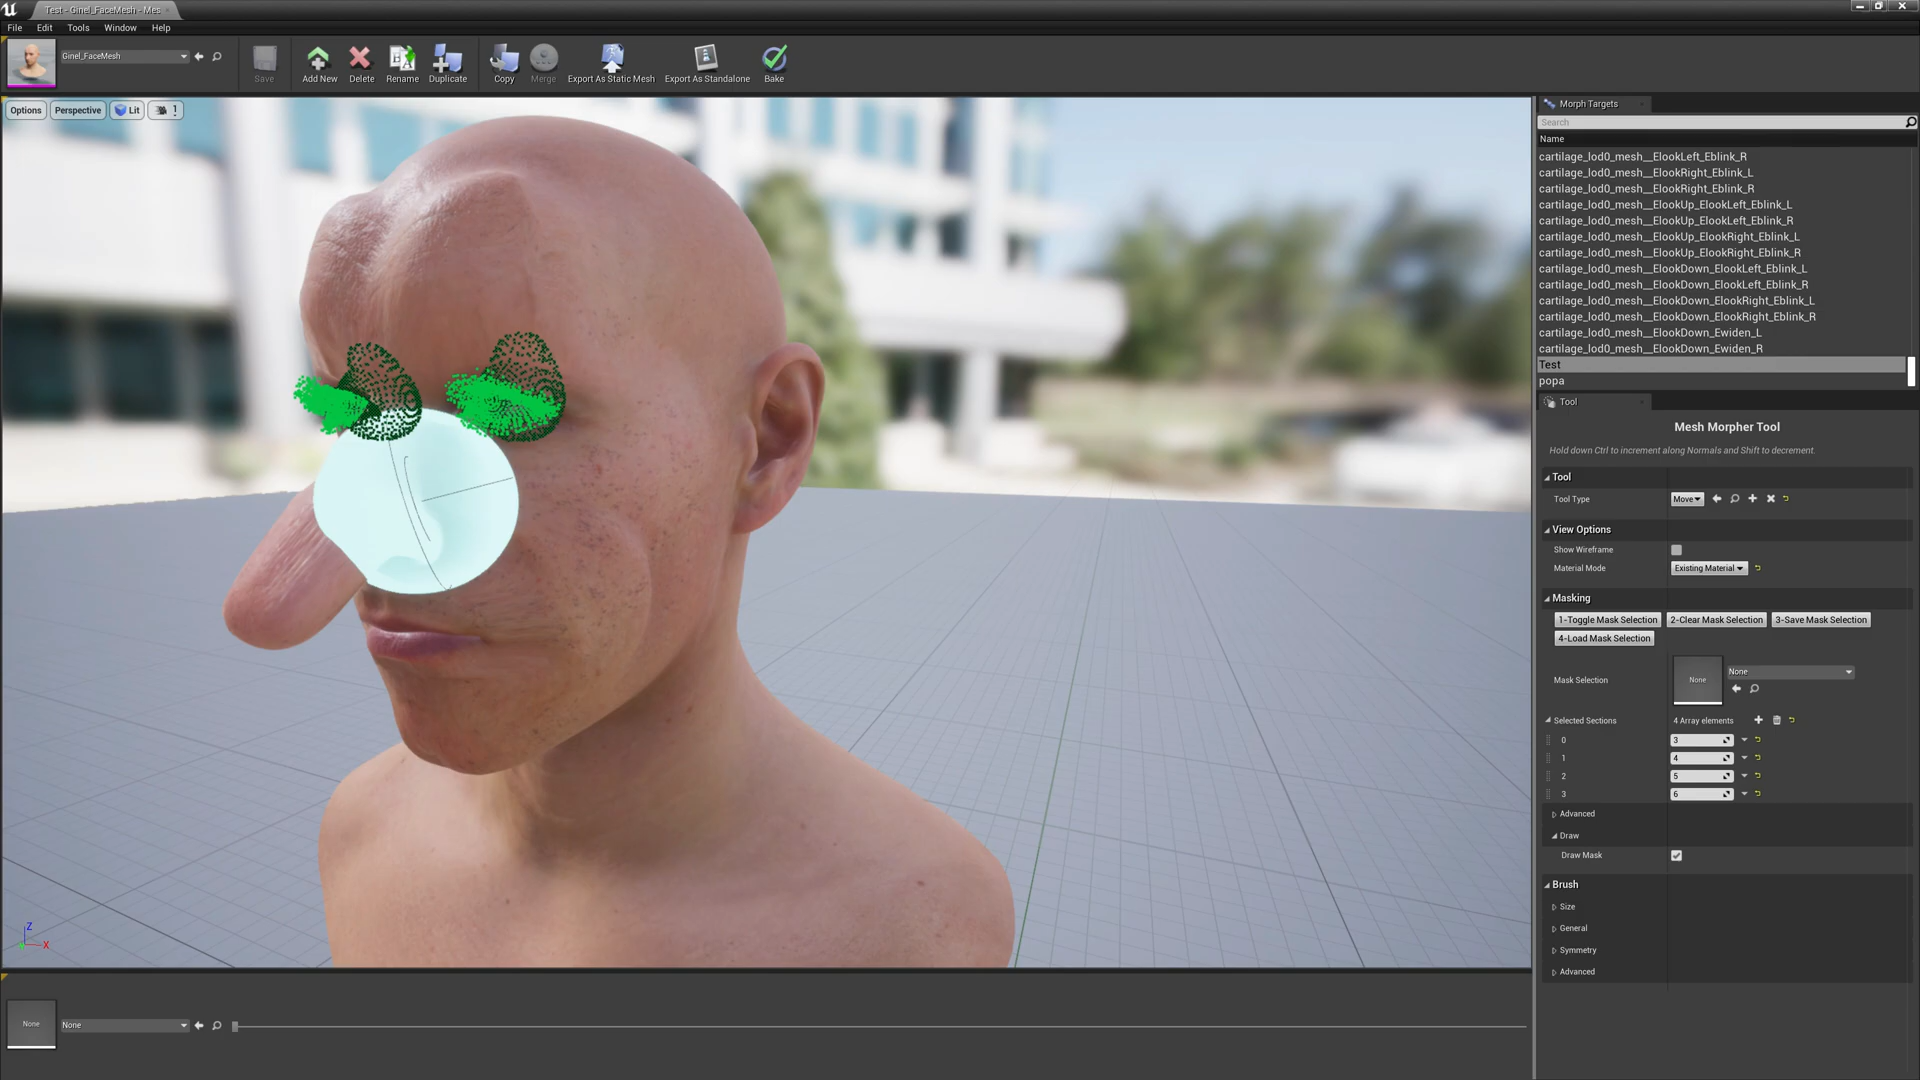 Test - Ginel_FaceMesh - Mes
File Edit Tools Window Help
Ginel_FaceMesh
Save
Add New
Delete
Rename
Duplicate
Copy
Merge
Export As Static Mesh
Export As Standalone
Bake
Options Perspective Lit 1
Morph Targets
Search
Name
cartilage_lod0_mesh__ElookLeft_Eblink_R
cartilage_lod0_mesh__ElookRight_Eblink_L
cartilage_lod0_mesh__ElookRight_Eblink_R
cartilage_lod0_mesh__ElookUp_ElookLeft_Eblink_L
cartilage_lod0_mesh__ElookUp_ElookLeft_Eblink_R
cartilage_lod0_mesh__ElookUp_ElookRight_Eblink_L
cartilage_lod0_mesh__ElookUp_ElookRight_Eblink_R
cartilage_lod0_mesh__ElookDown_ElookLeft_Eblink_L
cartilage_lod0_mesh__ElookDown_ElookLeft_Eblink_R
cartilage_lod0_mesh__ElookDown_ElookRight_Eblink_L
cartilage_lod0_mesh__ElookDown_ElookRight_Eblink_R
cartilage_lod0_mesh__ElookDown_Ewiden_L
cartilage_lod0_mesh__ElookDown_Ewiden_R
Test
popa
Tool
Mesh Morpher Tool
Hold down Ctrl to increment along Normals and Shift to decrement.
Tool
Tool Type Move
View Options
Show Wireframe
Material Mode Existing Material
Masking
1-Toggle Mask Selection 2-Clear Mask Selection 3-Save Mask Selection
4-Load Mask Selection
Mask Selection None None
Selected Sections 4 Array elements
0 3
1 4
2 5
3 6
Advanced
Draw
Draw Mask
Brush
Size
General
Symmetry
Advanced
Z
X
None None